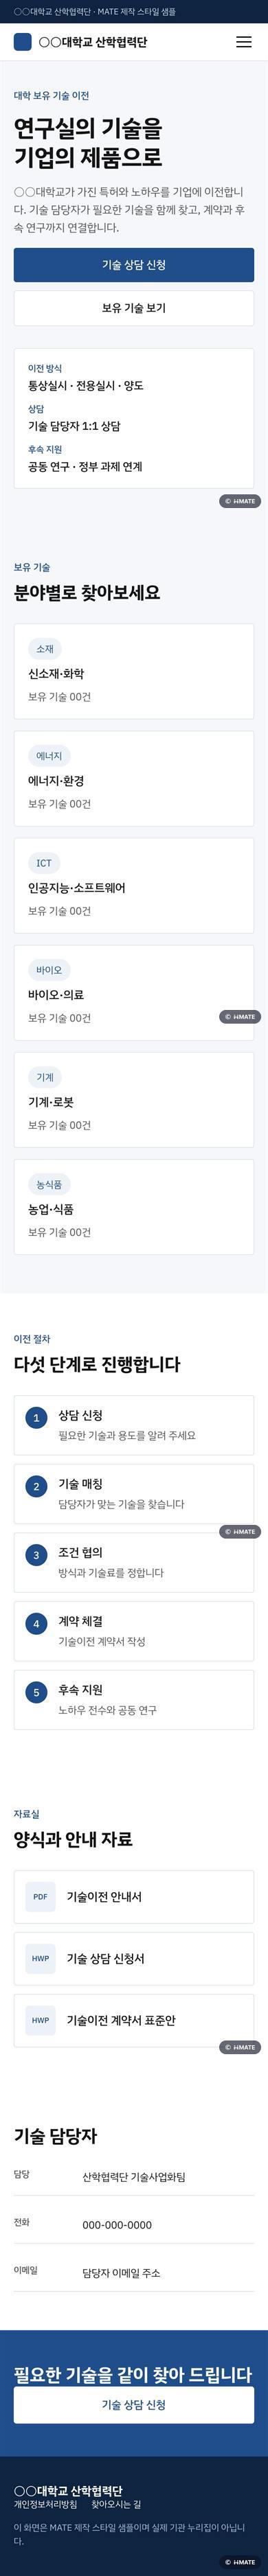 ○○대학교 산학협력단 · MATE 제작 스타일 샘플
○○대학교 산학협력단
대학 보유 기술 이전
연구실의 기술을
기업의 제품으로
○○대학교가 가진 특허와 노하우를 기업에 이전합니
다. 기술 담당자가 필요한 기술을 함께 찾고, 계약과 후
속 연구까지 연결합니다.
기술 상담 신청
보유 기술 보기
이전 방식
통상실시 · 전용실시 · 양도
상담
기술 담당자 1:1 상담
후속 지원
공동 연구 · 정부 과제 연계
© MATE
보유 기술
분야별로 찾아보세요
소재
신소재·화학
보유 기술 00건
에너지
에너지·환경
보유 기술 00건
ICT
인공지능·소프트웨어
보유 기술 00건
바이오
바이오·의료
보유 기술 00건
© MATE
기계
기계·로봇
보유 기술 00건
농식품
농업·식품
보유 기술 00건
이전 절차
다섯 단계로 진행합니다
1
상담 신청
필요한 기술과 용도를 알려 주세요
2
기술 매칭
담당자가 맞는 기술을 찾습니다
© MATE
3
조건 협의
방식과 기술료를 정합니다
4
계약 체결
기술이전 계약서 작성
5
후속 지원
노하우 전수와 공동 연구
자료실
양식과 안내 자료
PDF
기술이전 안내서
HWP
기술 상담 신청서
HWP
기술이전 계약서 표준안
© MATE
기술 담당자
담당
산학협력단 기술사업화팀
전화
000-000-0000
이메일
담당자 이메일 주소
필요한 기술을 같이 찾아 드립니다
기술 상담 신청
○○대학교 산학협력단
개인정보처리방침 찾아오시는 길
이 화면은 MATE 제작 스타일 샘플이며 실제 기관 누리집이 아닙니
다.
© MATE